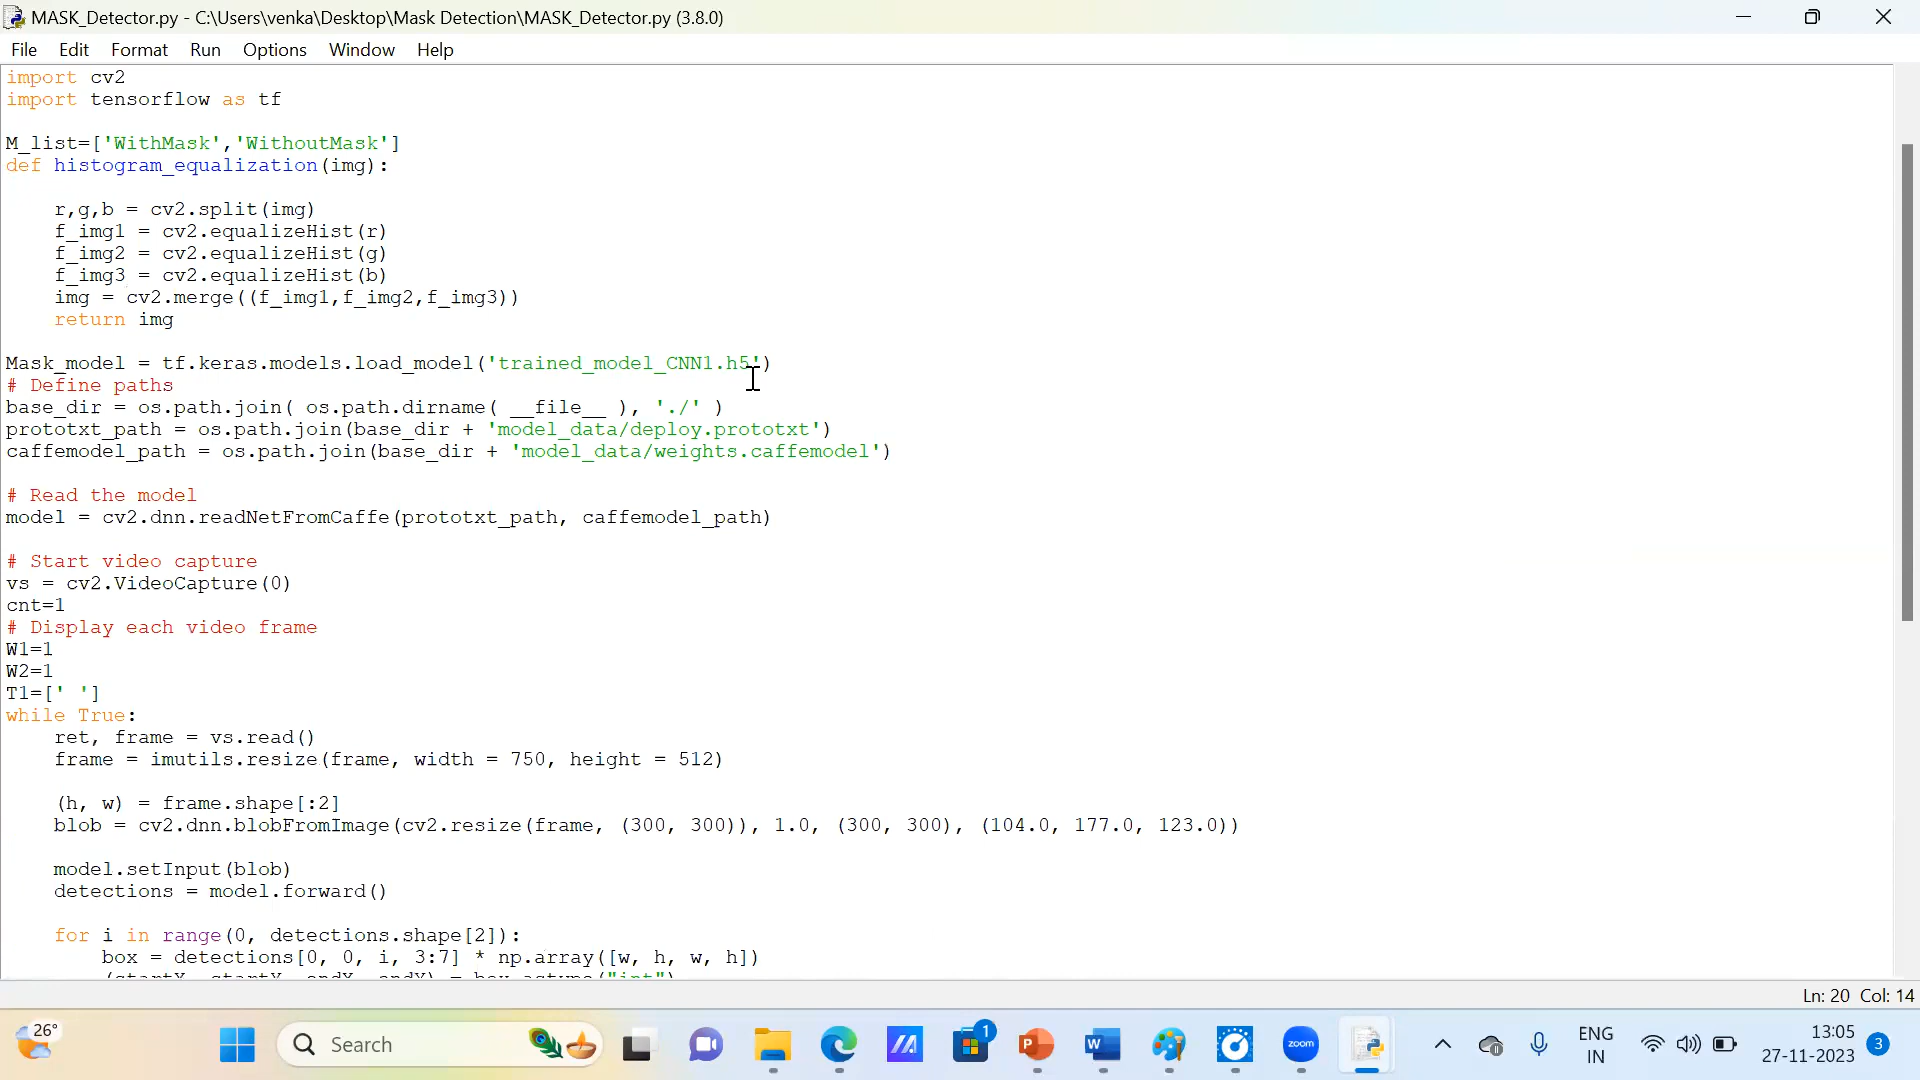 MASK_Detector.py - C:\Users\venka\Desktop\Mask Detection\MASK_Detector.py (3.8.0)
File Edit Format Run Options Window Help
import cv2
import tensorflow as tf
M_list=['WithMask','WithoutMask']
def histogram_equalization(img):
r,g,b = cv2.split(img)
f_img1 = cv2.equalizeHist(r)
f_img2 = cv2.equalizeHist(g)
f_img3 = cv2.equalizeHist(b)
img = cv2.merge((f_img1,f_img2,f_img3))
return img
Mask_model = tf.keras.models.load_model('trained_model_CNN1.h5')
# Define paths
base_dir = os.path.join( os.path.dirname( __file__ ), './' )
prototxt_path = os.path.join(base_dir + 'model_data/deploy.prototxt')
caffemodel_path = os.path.join(base_dir + 'model_data/weights.caffemodel')
# Read the model
model = cv2.dnn.readNetFromCaffe(prototxt_path, caffemodel_path)
# Start video capture
vs = cv2.VideoCapture(0)
cnt=1
# Display each video frame
W1=1
W2=1
T1=[' ']
while True:
ret, frame = vs.read()
frame = imutils.resize(frame, width = 750, height = 512)
(h, w) = frame.shape[:2]
blob = cv2.dnn.blobFromImage(cv2.resize(frame, (300, 300)), 1.0, (300, 300), (104.0, 177.0, 123.0))
model.setInput(blob)
detections = model.forward()
for i in range(0, detections.shape[2]):
box = detections[0, 0, i, 3:7] * np.array([w, h, w, h])
Ln: 20 Col: 14
26°
Search
1
zoom
ENG
IN
13:05
27-11-2023
3